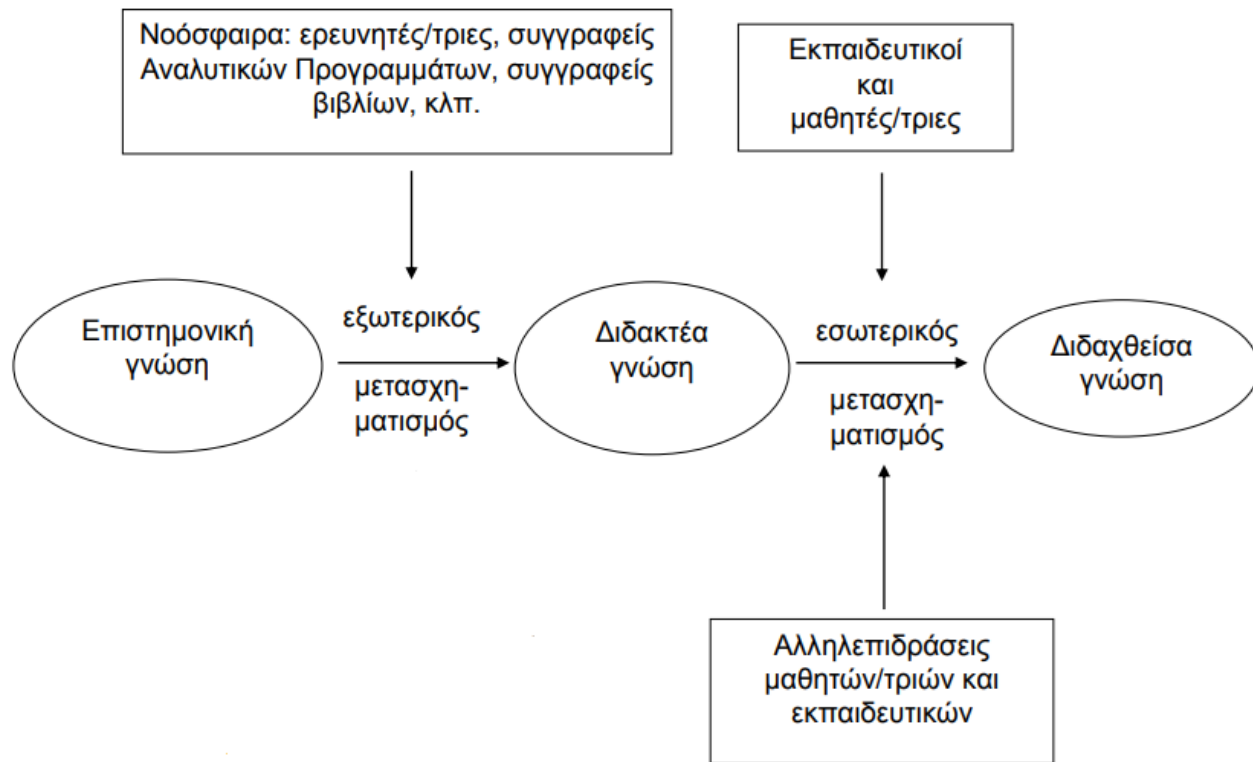 Νοόσφαιρα: ερευνητές/τριες, συγγραφείς
Αναλυτικών Προγραμμάτων, συγγραφείς
βιβλίων, κλπ.
Εκπαιδευτικοί
και
μαθητές/τριες
Επιστημονική
γνώση
εξωτερικός
μετασχη-
ματισμός
Διδακτέα
γνώση
εσωτερικός
μετασχη-
ματισμός
Διδαχθείσα
γνώση
Αλληλεπιδράσεις
μαθητών/τριών και
εκπαιδευτικών